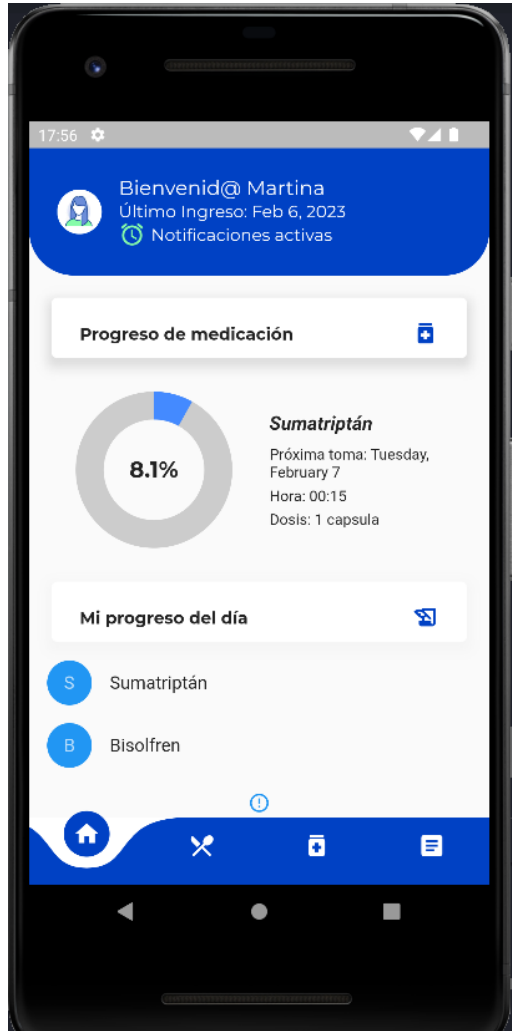 17:56
Bienvenid@ Martina
Último Ingreso: Feb 6, 2023
Notificaciones activas
Progreso de medicación
8.1%
Sumatriptán
Próxima toma: Tuesday,
February 7
Hora: 00:15
Dosis: 1 capsula
Mi progreso del día
S
Sumatriptán
B
Bisolfren